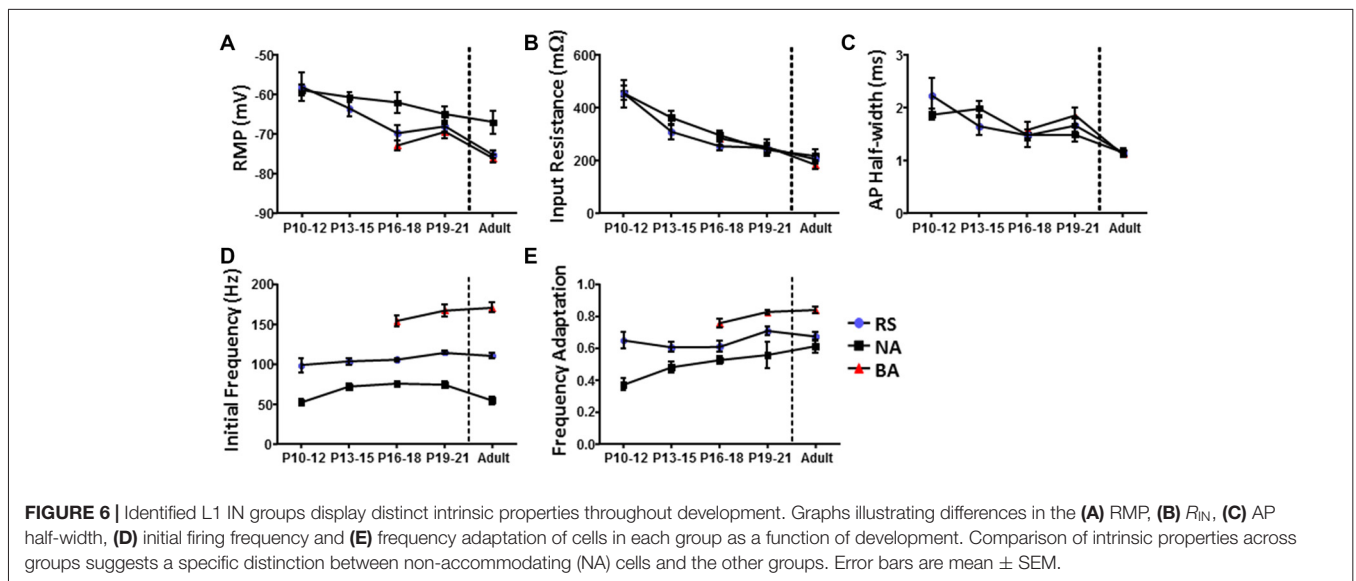 A
B
C
-50
-60
-70
-80
-90
RMP (mV)
P10-12 P13-15 P16-18 P19-21 Adult
600
400
200
0
Input Resistance (mΩ)
P10-12 P13-15 P16-18 P19-21 Adult
3
2
1
0
AP Half-width (ms)
P10-12 P13-15 P16-18 P19-21 Adult
D
E
200
150
100
50
0
Initial Frequency (Hz)
P10-12 P13-15 P16-18 P19-21 Adult
1.0
0.8
0.6
0.4
0.2
0.0
Frequency Adaptation
P10-12 P13-15 P16-18 P19-21 Adult
RS
NA
BA
FIGURE 6 | Identified L1 IN groups display distinct intrinsic properties throughout development. Graphs illustrating differences in the (A) RMP, (B) RIN, (C) AP
half-width, (D) initial firing frequency and (E) frequency adaptation of cells in each group as a function of development. Comparison of intrinsic properties across
groups suggests a specific distinction between non-accommodating (NA) cells and the other groups. Error bars are mean ± SEM.